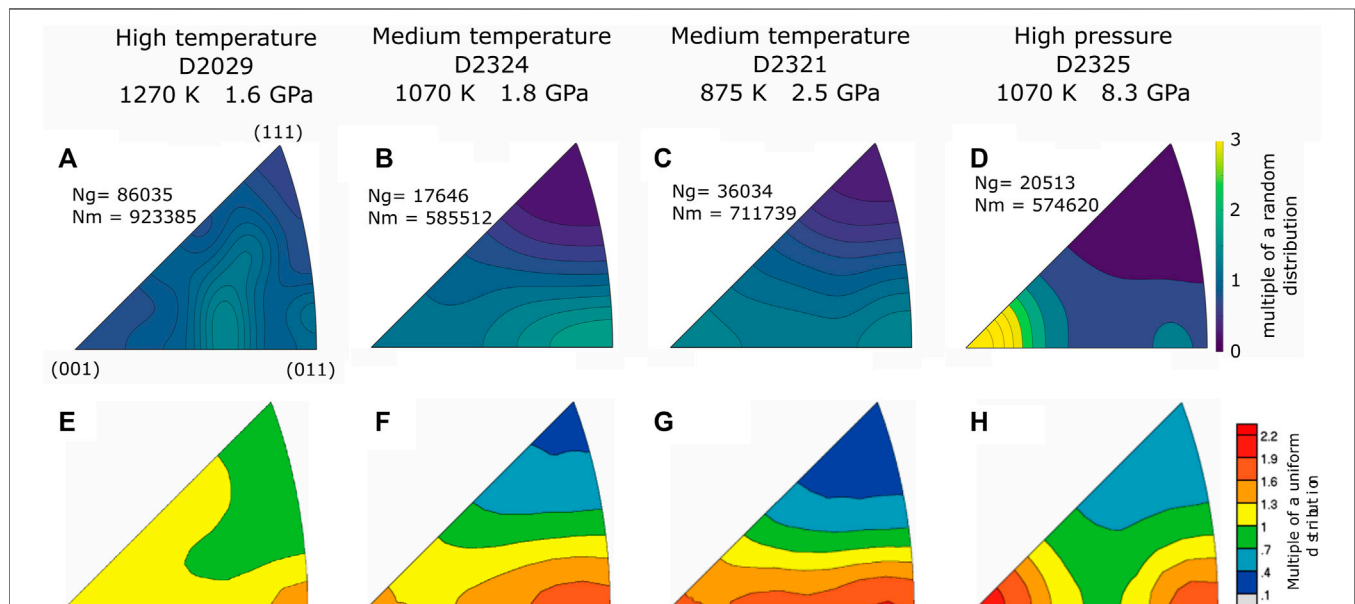 High temperature
D2029
1270 K 1.6 GPa
Medium temperature
D2324
1070 K 1.8 GPa
Medium temperature
D2321
875 K 2.5 GPa
High pressure
D2325
1070 K 8.3 GPa
A
(111)
Ng= 86035
Nm = 923385
(001)
(011)
B
Ng= 17646
Nm = 585512
C
Ng= 36034
Nm = 711739
D
Ng= 20513
Nm = 574620
3
2
1
0
multiple of a random
distribution
E
F
G
H
2.2
1.9
1.6
1.3
1
.7
.4
.1
Multiple of a uniform
distribution